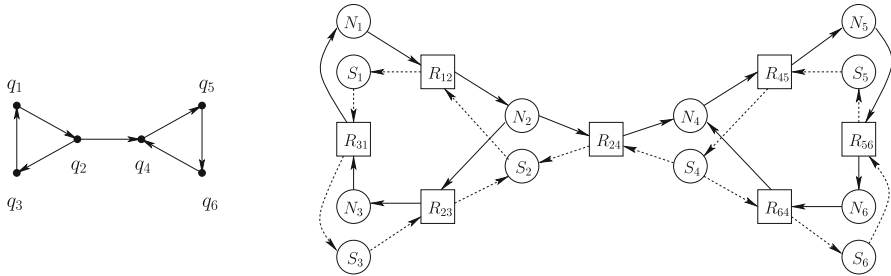 q₁
q₂
q₃
q₄
q₅
q₆
N₁
S₁
R₁₂
R₃₁
N₂
S₂
N₃
R₂₃
S₃
R₂₄
N₄
S₄
R₄₅
N₅
S₅
R₅₆
R₆₄
N₆
S₆